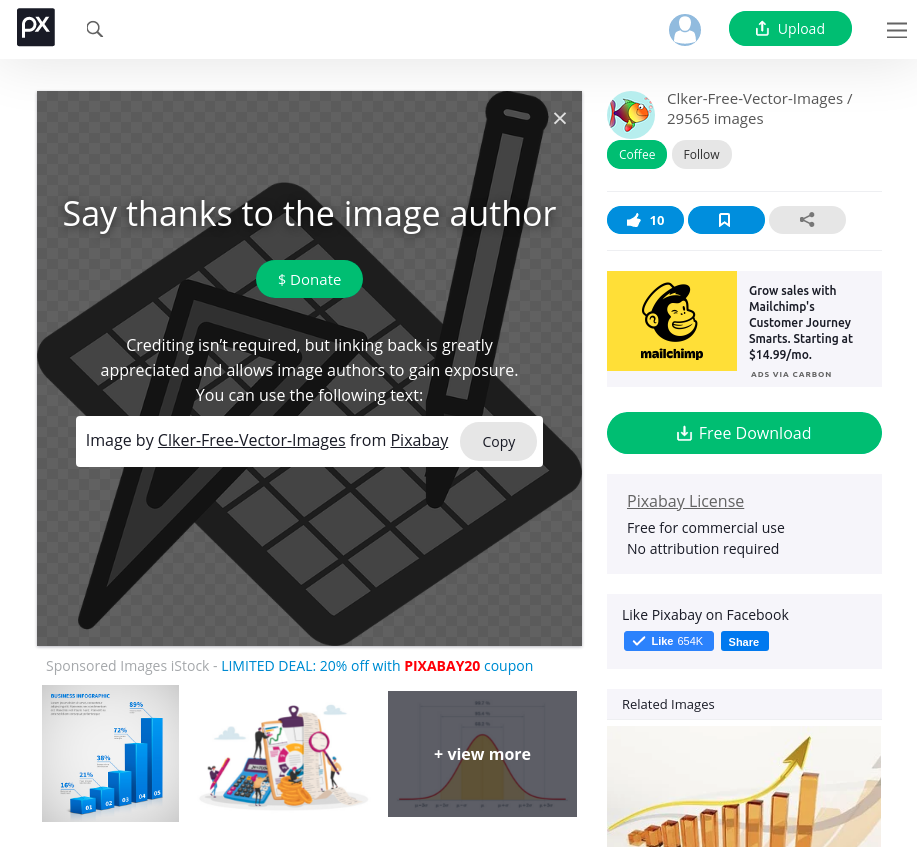 px
Upload
Say thanks to the image author
$ Donate
Crediting isn’t required, but linking back is greatly
appreciated and allows image authors to gain exposure.
You can use the following text:
Image by Clker-Free-Vector-Images from Pixabay
Copy
Sponsored Images iStock - LIMITED DEAL: 20% off with PIXABAY20 coupon
BUSINESS INFOGRAPHIC
89%
72%
38%
21%
16%
01
02
03
04
05
+ view more
Clker-Free-Vector-Images /
29565 images
Coffee
Follow
10
mailchimp
Grow sales with
Mailchimp's
Customer Journey
Smarts. Starting at
$14.99/mo.
ADS VIA CARBON
Free Download
Pixabay License
Free for commercial use
No attribution required
Like Pixabay on Facebook
Like 654K
Share
Related Images